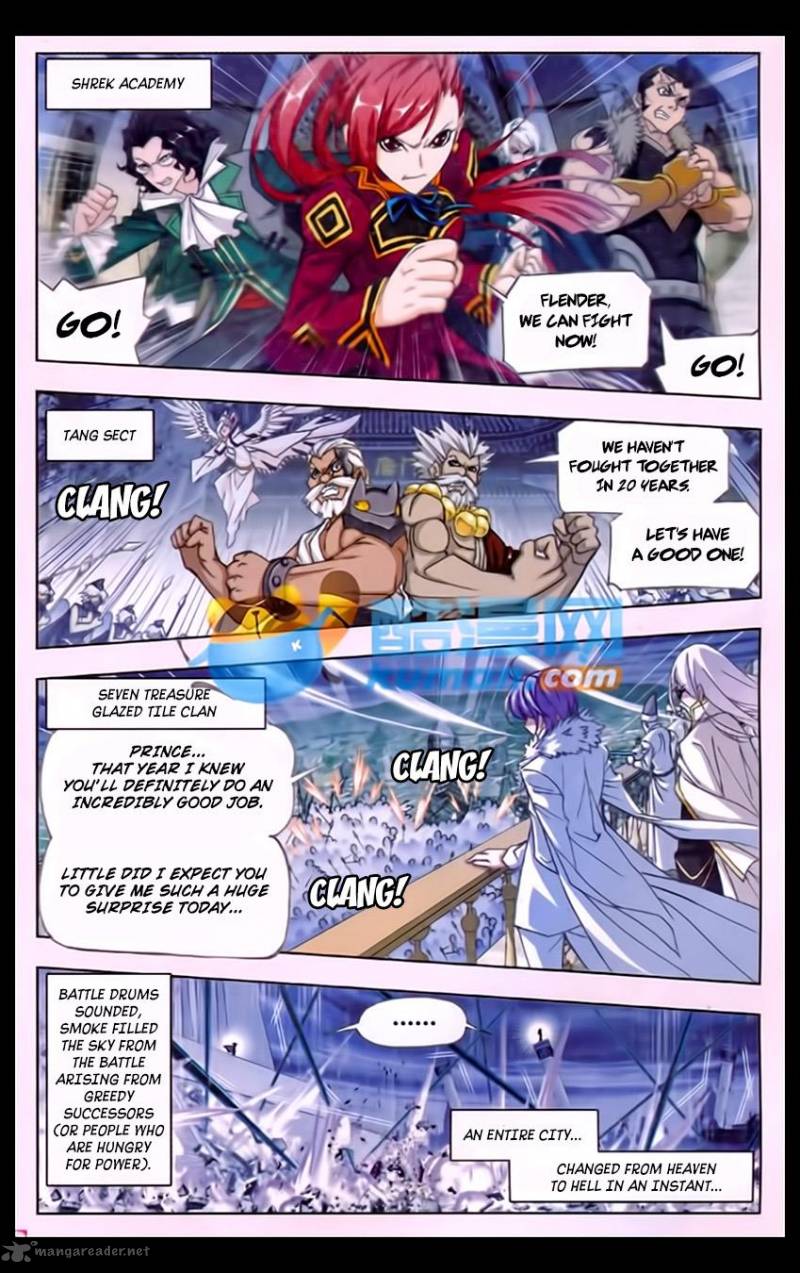 SHREK ACADEMY
GO!
FLENDER,
WE CAN FIGHT
NOW!
GO!
TANG SECT
CLANG!
WE HAVEN'T
FOUGHT TOGETHER
IN 20 YEARS.
LET'S HAVE
A GOOD ONE!
酷漫网
kuman.com
K
SEVEN TREASURE
GLAZED TILE CLAN
PRINCE...
THAT YEAR I KNEW
YOU'LL DEFINITELY DO AN
INCREDIBLY GOOD JOB.
CLANG!
LITTLE DID I EXPECT YOU
TO GIVE ME SUCH A HUGE
SURPRISE TODAY...
CLANG!
BATTLE DRUMS
SOUNDED,
SMOKE FILLED
THE SKY FROM
THE BATTLE
ARISING FROM
GREEDY
SUCCESSORS
(OR PEOPLE WHO
ARE HUNGRY
FOR POWER).
......
AN ENTIRE CITY...
CHANGED FROM HEAVEN
TO HELL IN AN INSTANT...
mangareader.net